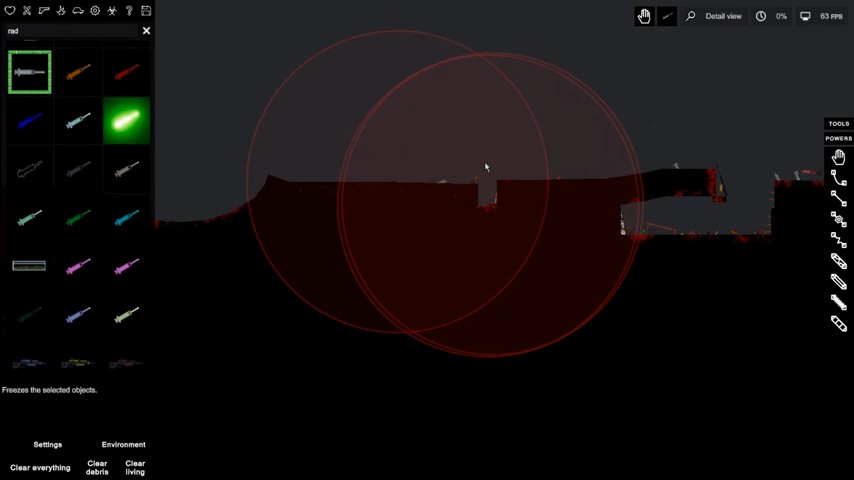 rad
Detail view
0%
63 FPS
TOOLS
POWERS
Freezes the selected objects.
Settings
Environment
Clear everything
Clear debris
Clear living